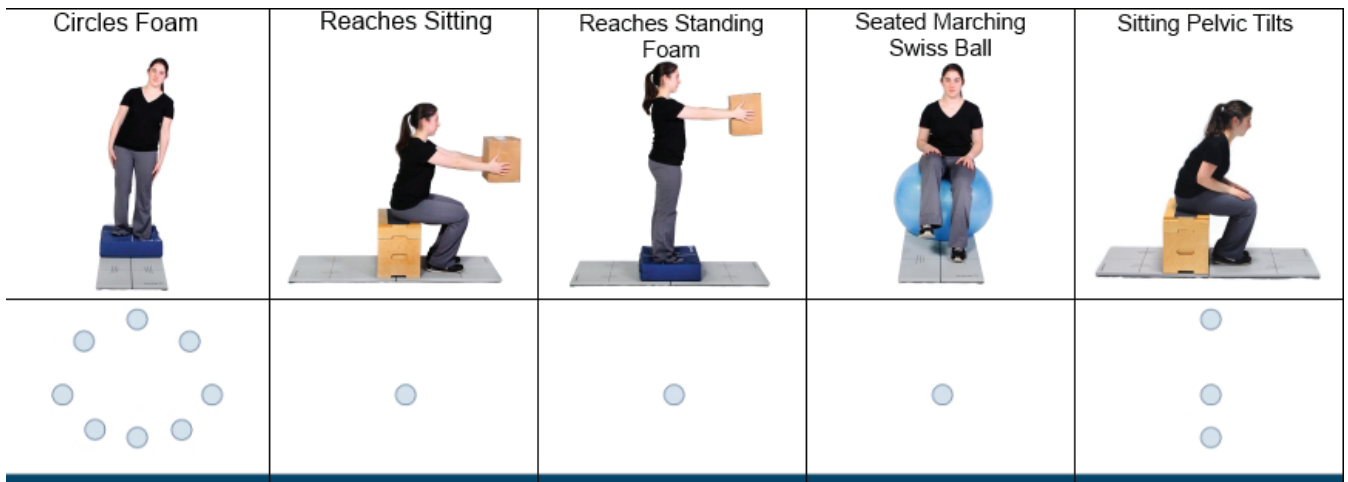 Circles Foam
Reaches Sitting
Reaches Standing
Foam
Seated Marching
Swiss Ball
Sitting Pelvic Tilts